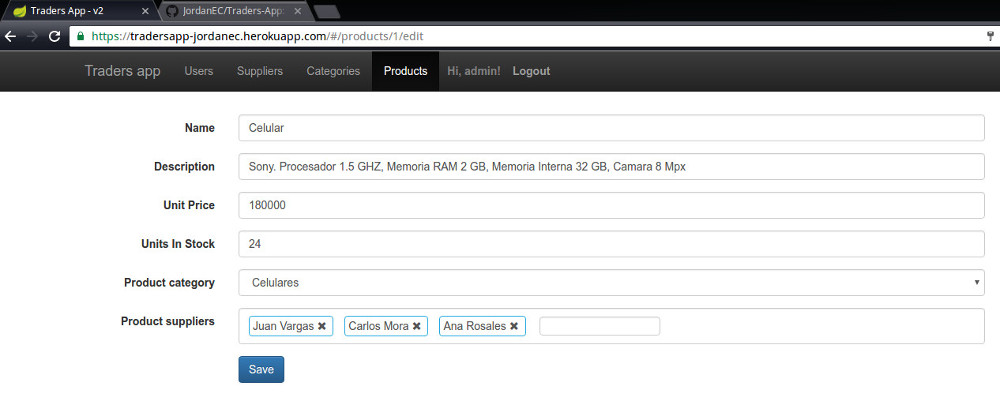 Traders App - v2 × JordanEC/Traders-App: ×
https://tradersapp-jordanec.herokuapp.com/#/products/1/edit
Traders app Users Suppliers Categories Products Hi, admin! Logout
Name Celular
Description Sony. Procesador 1.5 GHZ, Memoria RAM 2 GB, Memoria Interna 32 GB, Camara 8 Mpx
Unit Price 180000
Units In Stock 24
Product category Celulares
Product suppliers Juan Vargas ✖ Carlos Mora ✖ Ana Rosales ✖
Save